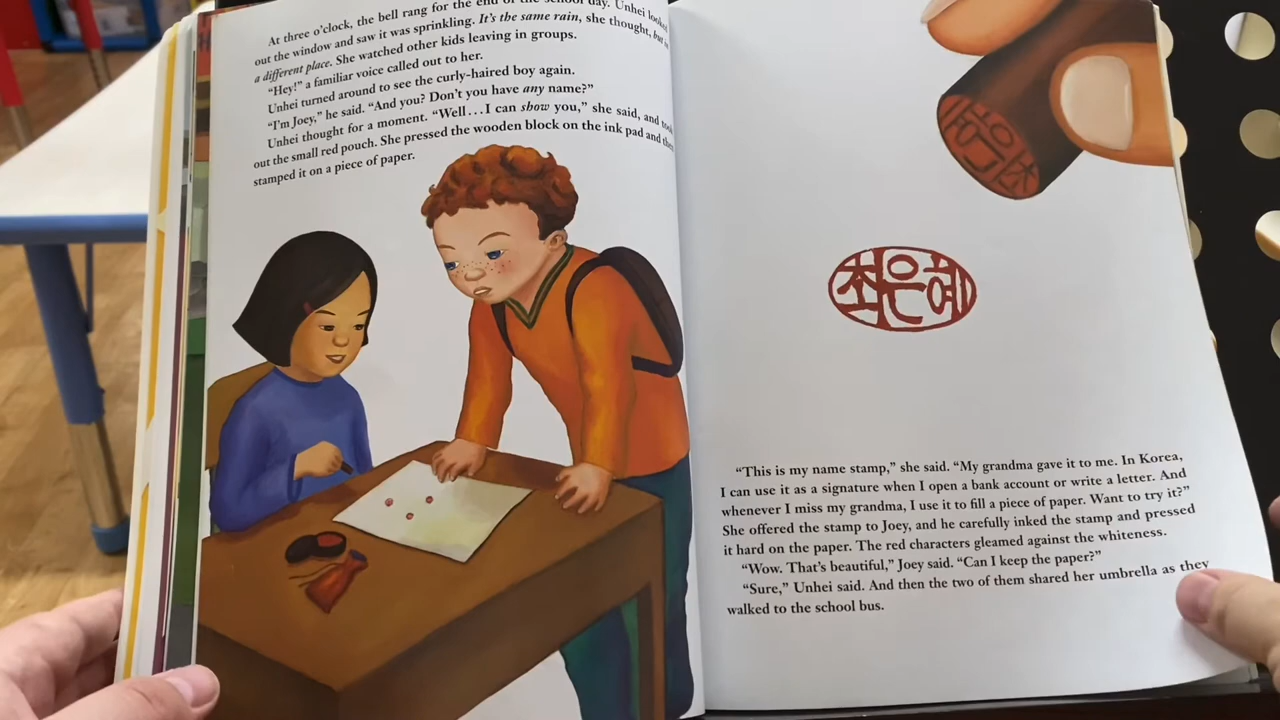 At three o'clock, the bell rang for the end of the school day. Unhei looked
out the window and saw it was sprinkling. It's the same rain, she thought, but in
a different place. She watched other kids leaving in groups.
"Hey!" a familiar voice called out to her.
Unhei turned around to see the curly-haired boy again.
"I'm Joey," he said. "And you? Don't you have any name?"
Unhei thought for a moment. "Well...I can show you," she said, and took
out the small red pouch. She pressed the wooden block on the ink pad and then
stamped it on a piece of paper.
최은혜
"This is my name stamp," she said. "My grandma gave it to me. In Korea,
I can use it as a signature when I open a bank account or write a letter. And
whenever I miss my grandma, I use it to fill a piece of paper. Want to try it?"
She offered the stamp to Joey, and he carefully inked the stamp and pressed
it hard on the paper. The red characters gleamed against the whiteness.
"Wow. That's beautiful," Joey said. "Can I keep the paper?"
"Sure," Unhei said. And then the two of them shared her umbrella as they
walked to the school bus.